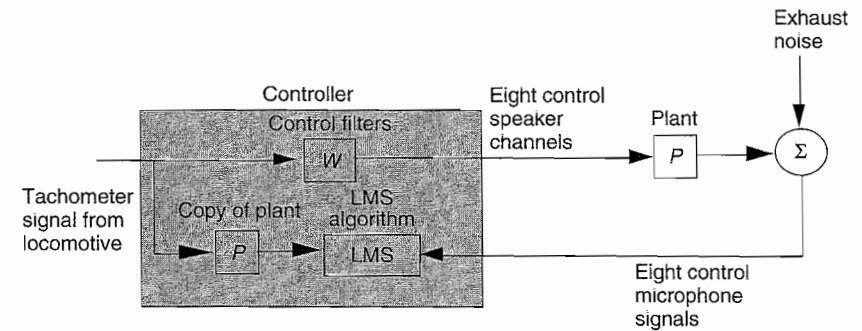 Exhaust
noise
Controller
Control filters
W
Eight control
speaker
channels
Plant
P
Σ
Tachometer
signal from
locomotive
Copy of plant
P
LMS
algorithm
LMS
Eight control
microphone
signals